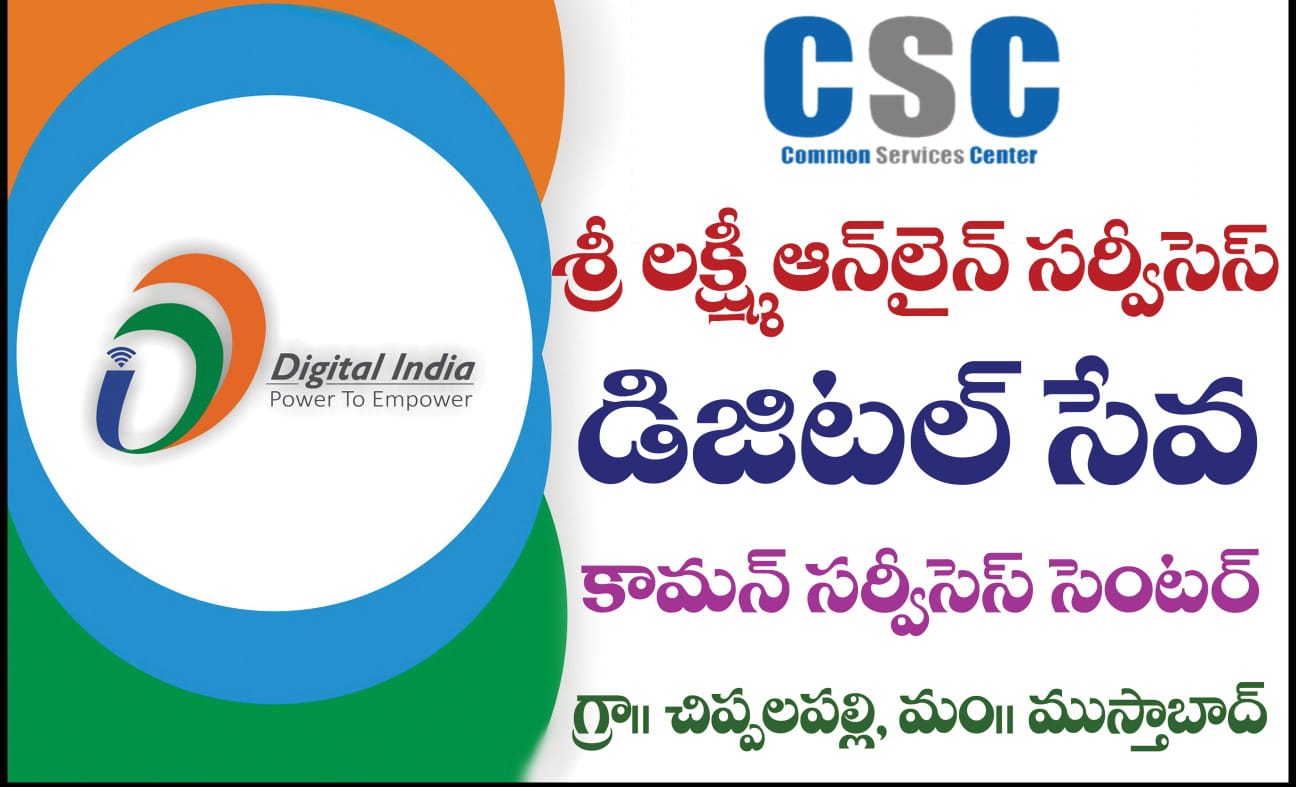 CSC
Common Services Center
Digital India
Power To Empower
శ్రీ లక్ష్మీ ఆన్‌లైన్ సర్వీసెస్
డిజిటల్ సేవ
కామన్ సర్వీసెస్ సెంటర్
గ్రా|| చిప్పలపల్లి, మం|| ముస్తాబాద్